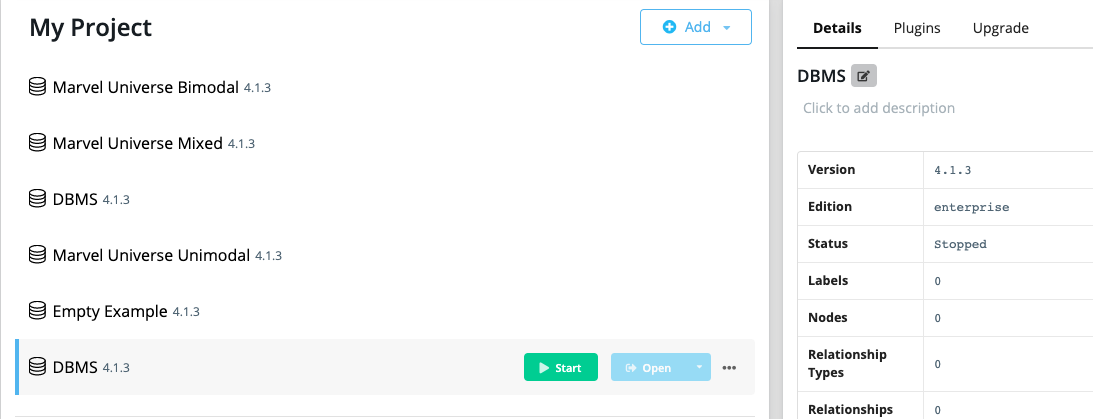 My Project
Add
Marvel Universe Bimodal 4.1.3
Marvel Universe Mixed 4.1.3
DBMS 4.1.3
Marvel Universe Unimodal 4.1.3
Empty Example 4.1.3
DBMS 4.1.3
Start
Open
Details Plugins Upgrade
DBMS
Click to add description
Version 4.1.3
Edition enterprise
Status Stopped
Labels 0
Nodes 0
Relationship
Types 0
Relationships 0